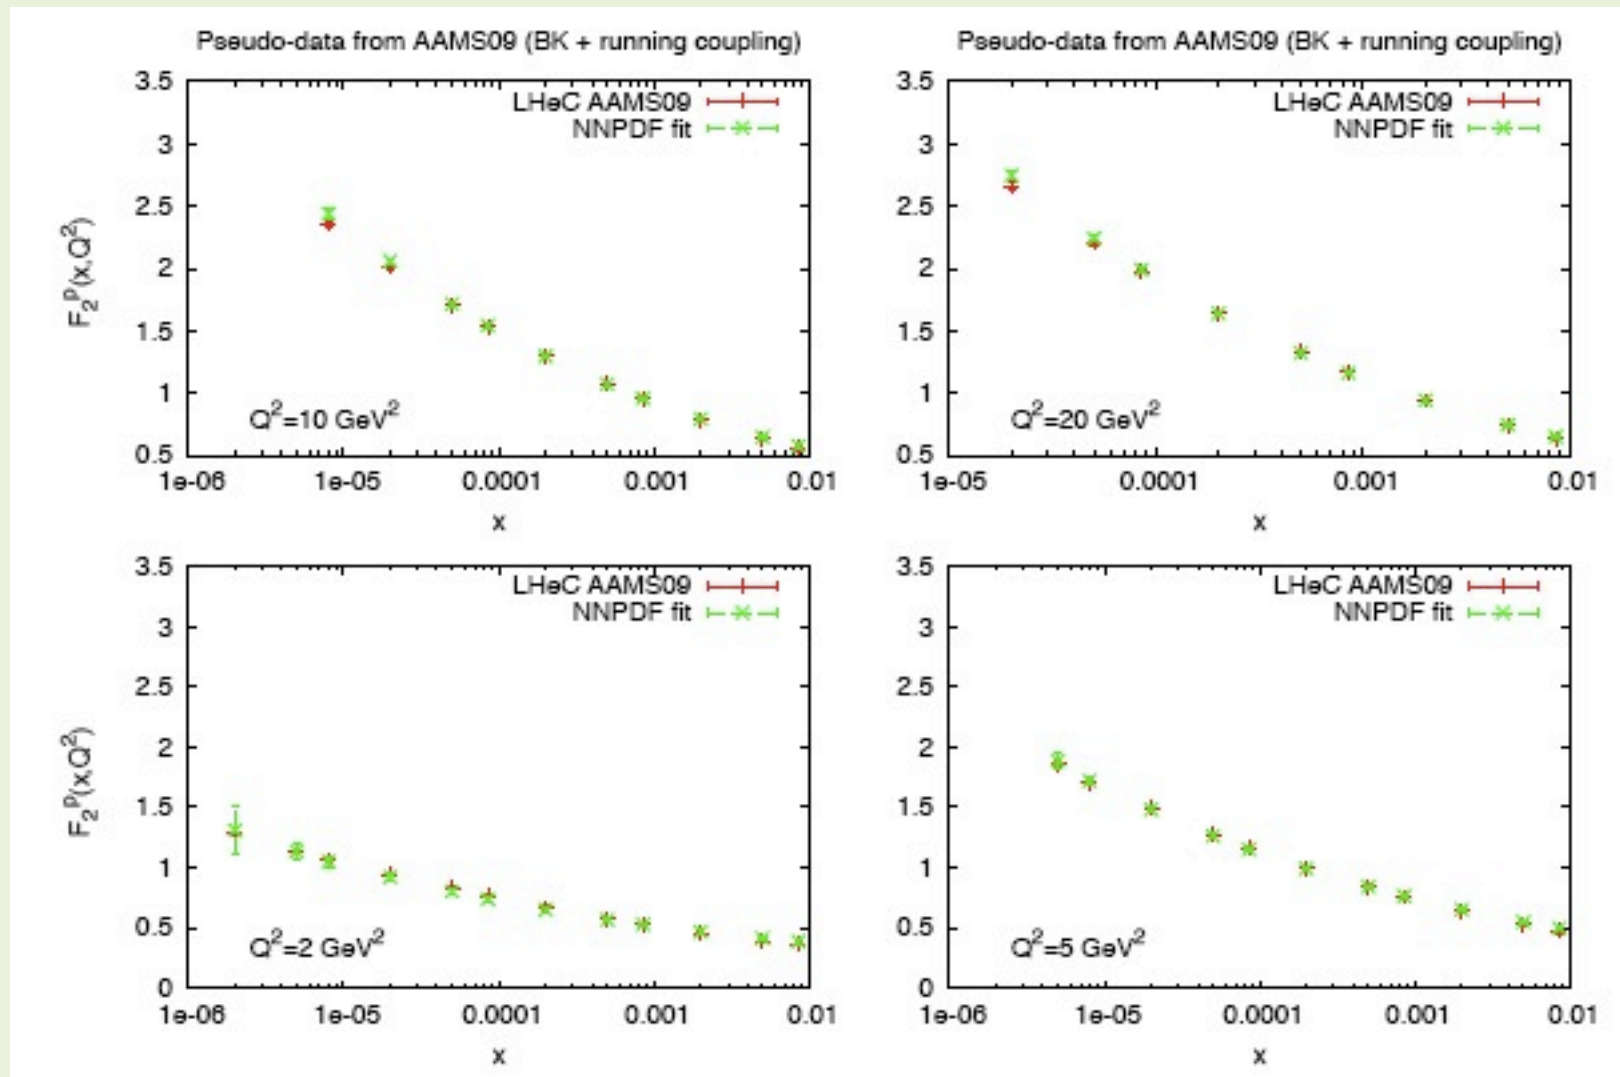 Pseudo-data from AAMS09 (BK + running coupling)
3.5
3
2.5
2
1.5
1
0.5
F₂ᵖ(x,Q²)
LHeC AAMS09
NNPDF fit
Q²=10 GeV²
1e-06 1e-05 0.0001 0.001 0.01
x
Pseudo-data from AAMS09 (BK + running coupling)
3.5
3
2.5
2
1.5
1
0.5
LHeC AAMS09
NNPDF fit
Q²=20 GeV²
1e-05 0.0001 0.001 0.01
x
3.5
3
2.5
2
1.5
1
0.5
0
F₂ᵖ(x,Q²)
LHeC AAMS09
NNPDF fit
Q²=2 GeV²
1e-06 1e-05 0.0001 0.001 0.01
x
3.5
3
2.5
2
1.5
1
0.5
0
LHeC AAMS09
NNPDF fit
Q²=5 GeV²
1e-06 1e-05 0.0001 0.001 0.01
x